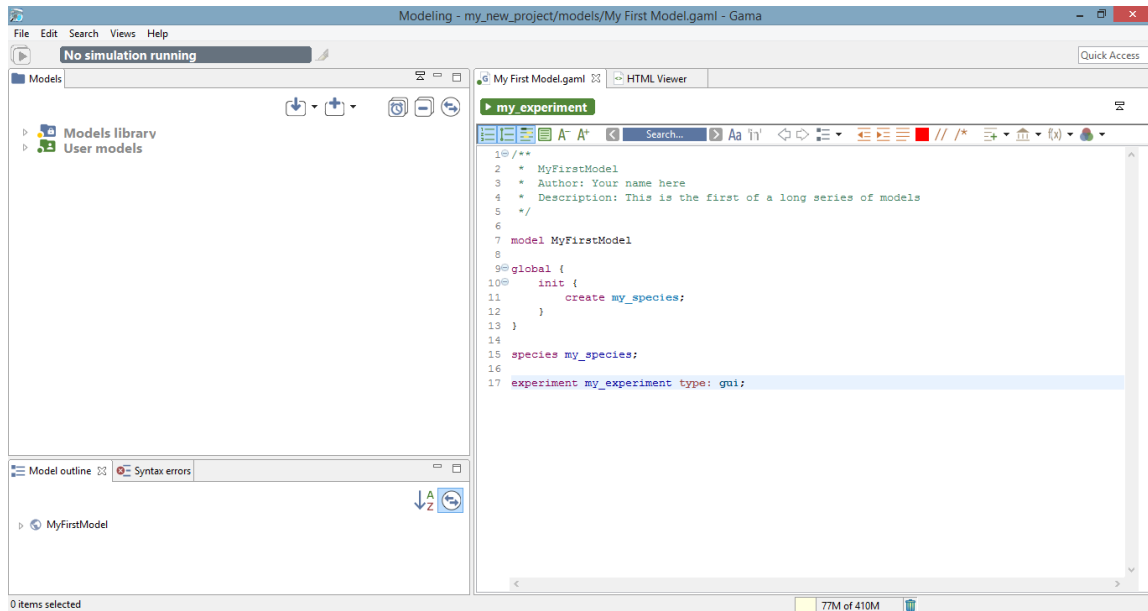 Modeling - my_new_project/models/My First Model.gaml - Gama
File Edit Search Views Help
No simulation running
Quick Access
Models
My First Model.gaml
HTML Viewer
my_experiment
Models library
User models
A- A+ Search... Aa 'in' // /* f(x)
1 /**
2 * MyFirstModel
3 * Author: Your name here
4 * Description: This is the first of a long series of models
5 */
6
7 model MyFirstModel
8
9 global {
10 init {
11 create my_species;
12 }
13 }
14
15 species my_species;
16
17 experiment my_experiment type: gui;
Model outline
Syntax errors
A
Z
MyFirstModel
0 items selected
77M of 410M